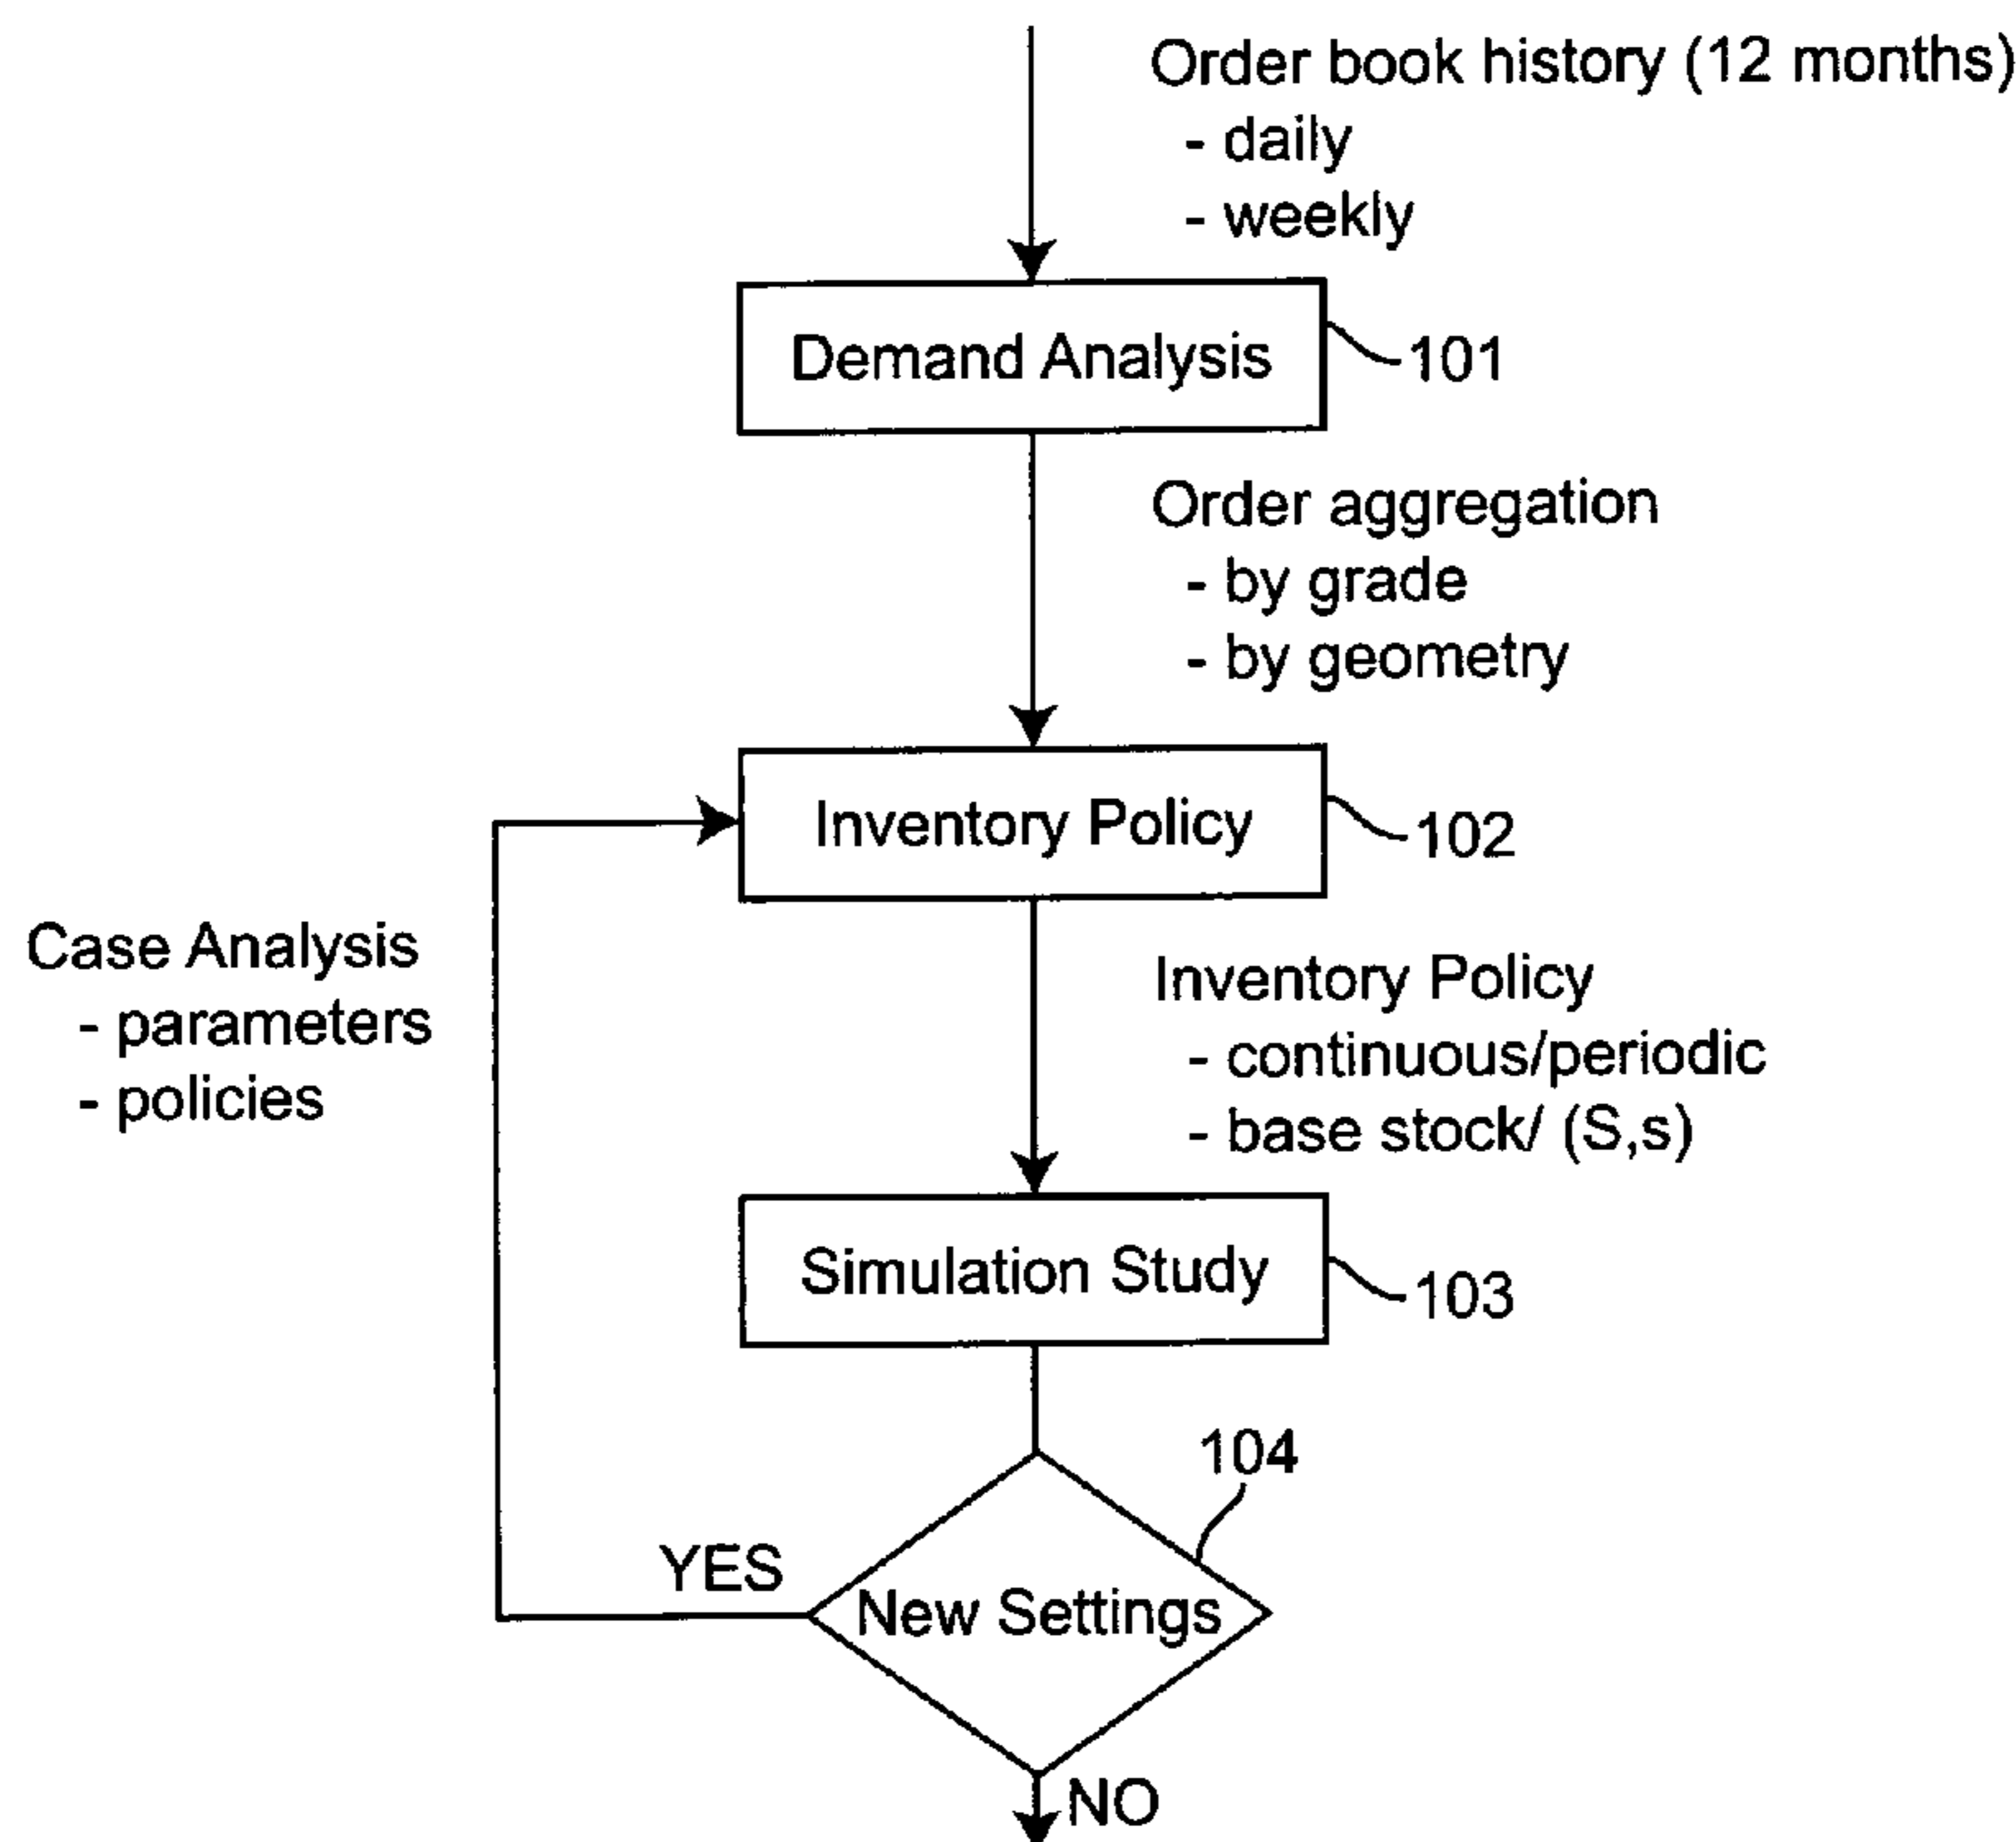 Order book history (12 months)
- daily
- weekly
Demand Analysis
101
Order aggregation
- by grade
- by geometry
Inventory Policy
102
Case Analysis
- parameters
- policies
Inventory Policy
- continuous/periodic
- base stock/ (S,s)
Simulation Study
103
104
YES
New Settings
NO